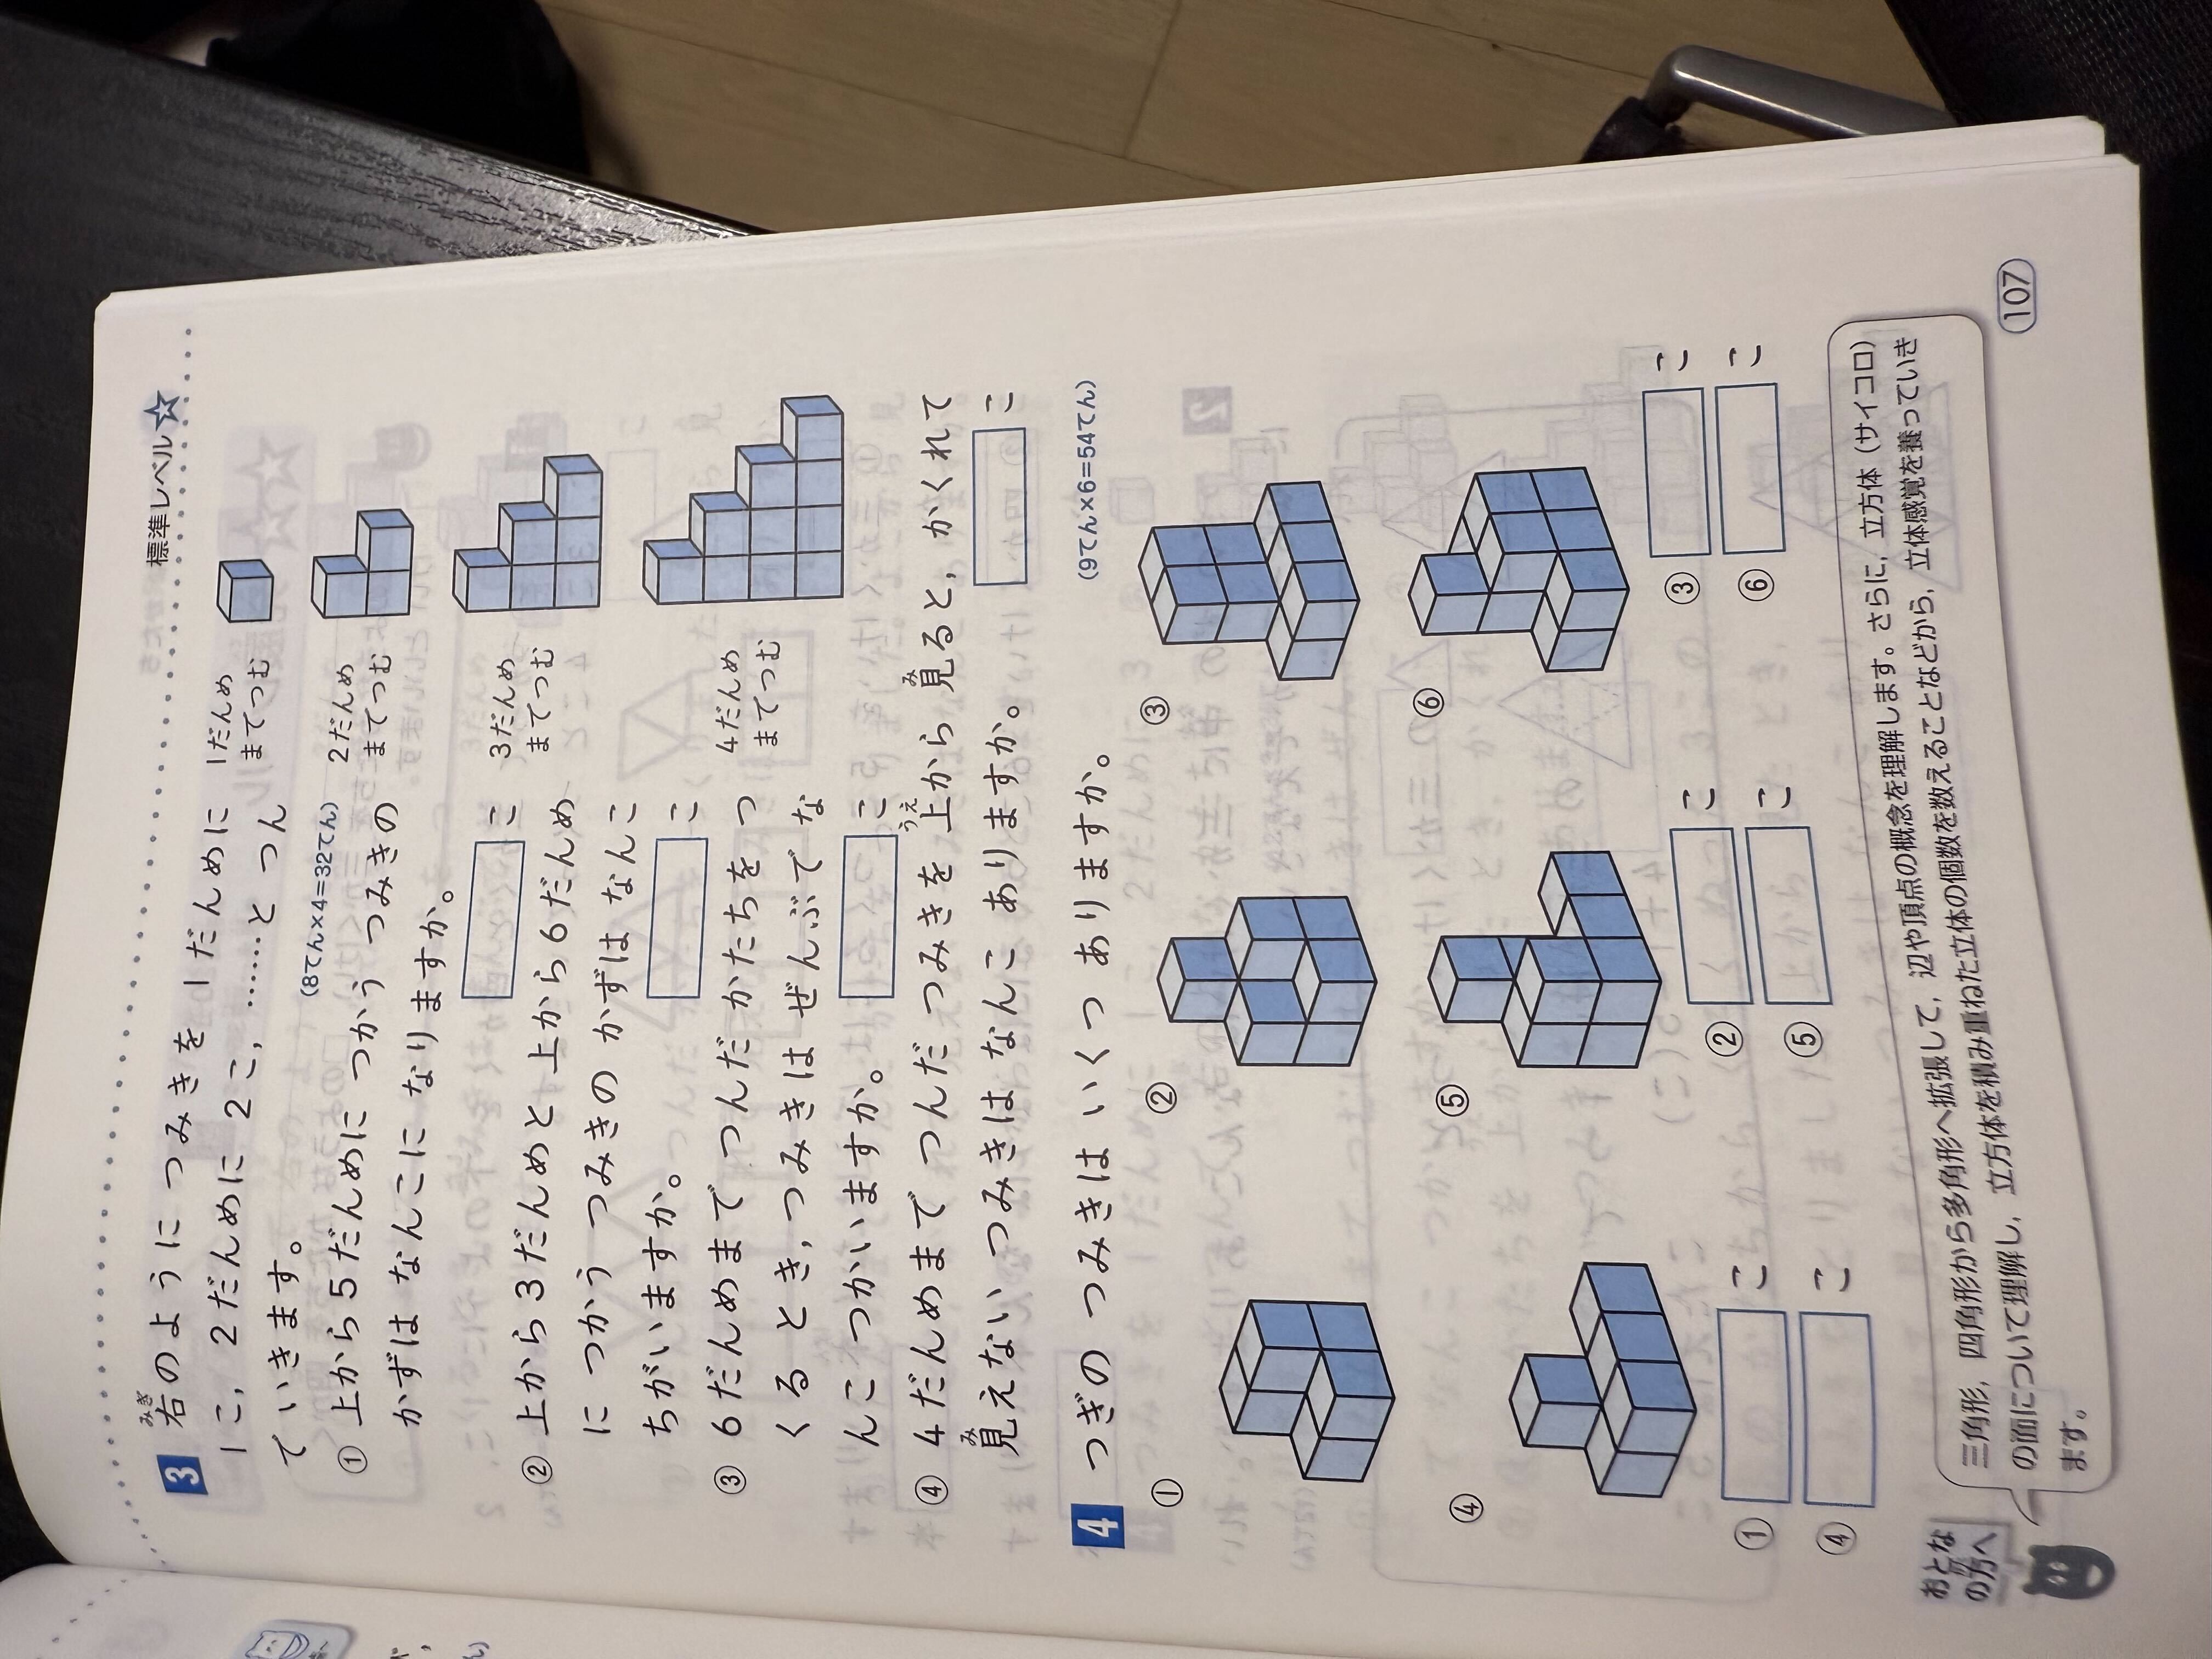 標準レベル☆
3 右のように つみきを 1だんめに
みぎ
1こ, 2だんめに 2こ, ……と つん
で いきます。
(8てん×4=32てん)
① 上から5だんめに つかう つみきの
かずは なんこに なりますか。
こ
② 上から3だんめと 上から6だんめ
に つかう つみきの かずは なんこ
ちがいますか。
こ
③ 6だんめまで つんだ かたちを つ
くる とき, つみきは ぜんぶで な
んこ つかいますか。
こ
④ 4だんめまで つんだ つみきを 上から 見ると, かくれて
うえ
み
見えない つみきは なんこ ありますか。
み
こ
1だんめ
までつむ
2だんめ
までつむ
3だんめ
までつむ
4だんめ
までつむ
4 つぎの つみきは いくつ ありますか。
(9てん×6=54てん)
①
②
③
④
⑤
⑥
① こ
② こ
③ こ
④ こ
⑤ こ
⑥ こ
おとな
の方へ
三角形, 四角形から多角形へ拡張して, 辺や頂点の概念を理解します。さらに, 立方体 (サイコロ)
の面について理解し, 立方体を積み重ねた立体の個数を数えることなどから, 立体感覚を養っていき
ます。
107